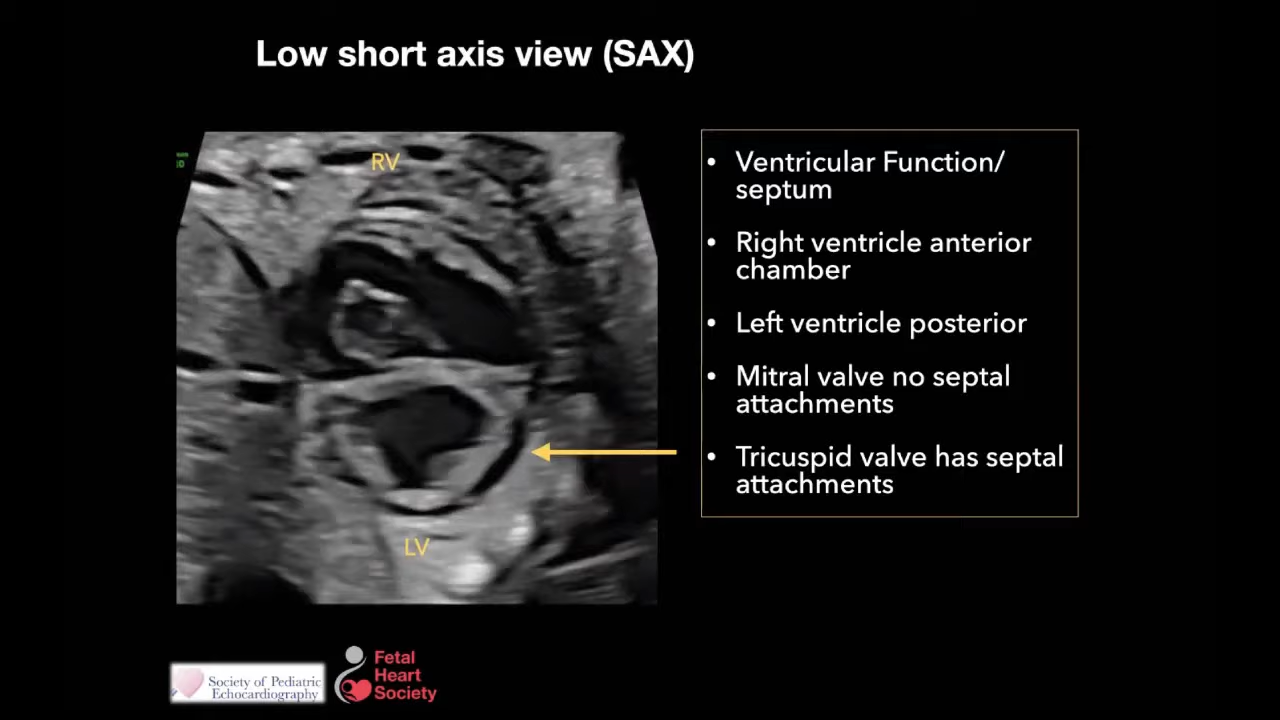 Low short axis view (SAX)
RV
• Ventricular Function/
septum
• Right ventricle anterior
chamber
• Left ventricle posterior
• Mitral valve no septal
attachments
• Tricuspid valve has septal
attachments
LV
Society of Pediatric
Echocardiography
Fetal
Heart
Society